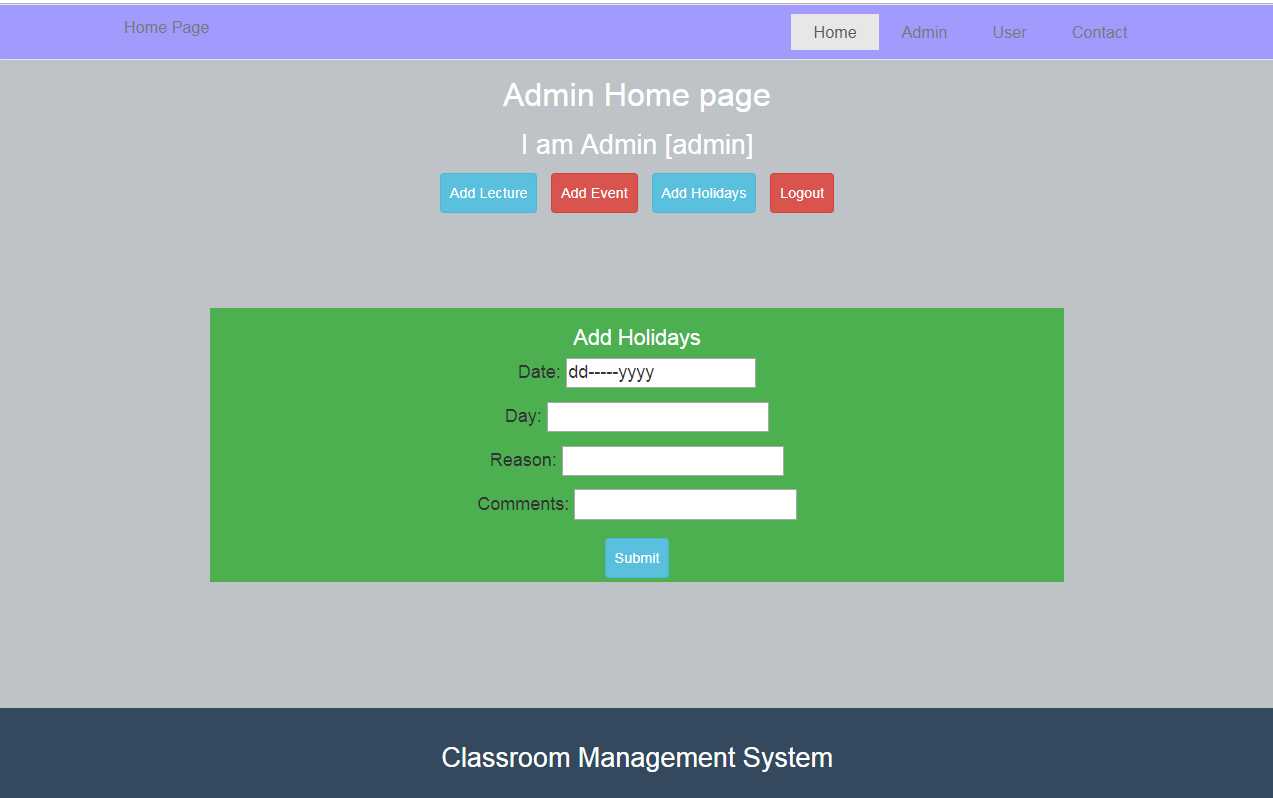 Home Page Home Admin User Contact
Admin Home page
I am Admin [admin]
Add Lecture Add Event Add Holidays Logout
Add Holidays
Date: dd-----yyyy
Day:
Reason:
Comments:
Submit
Classroom Management System